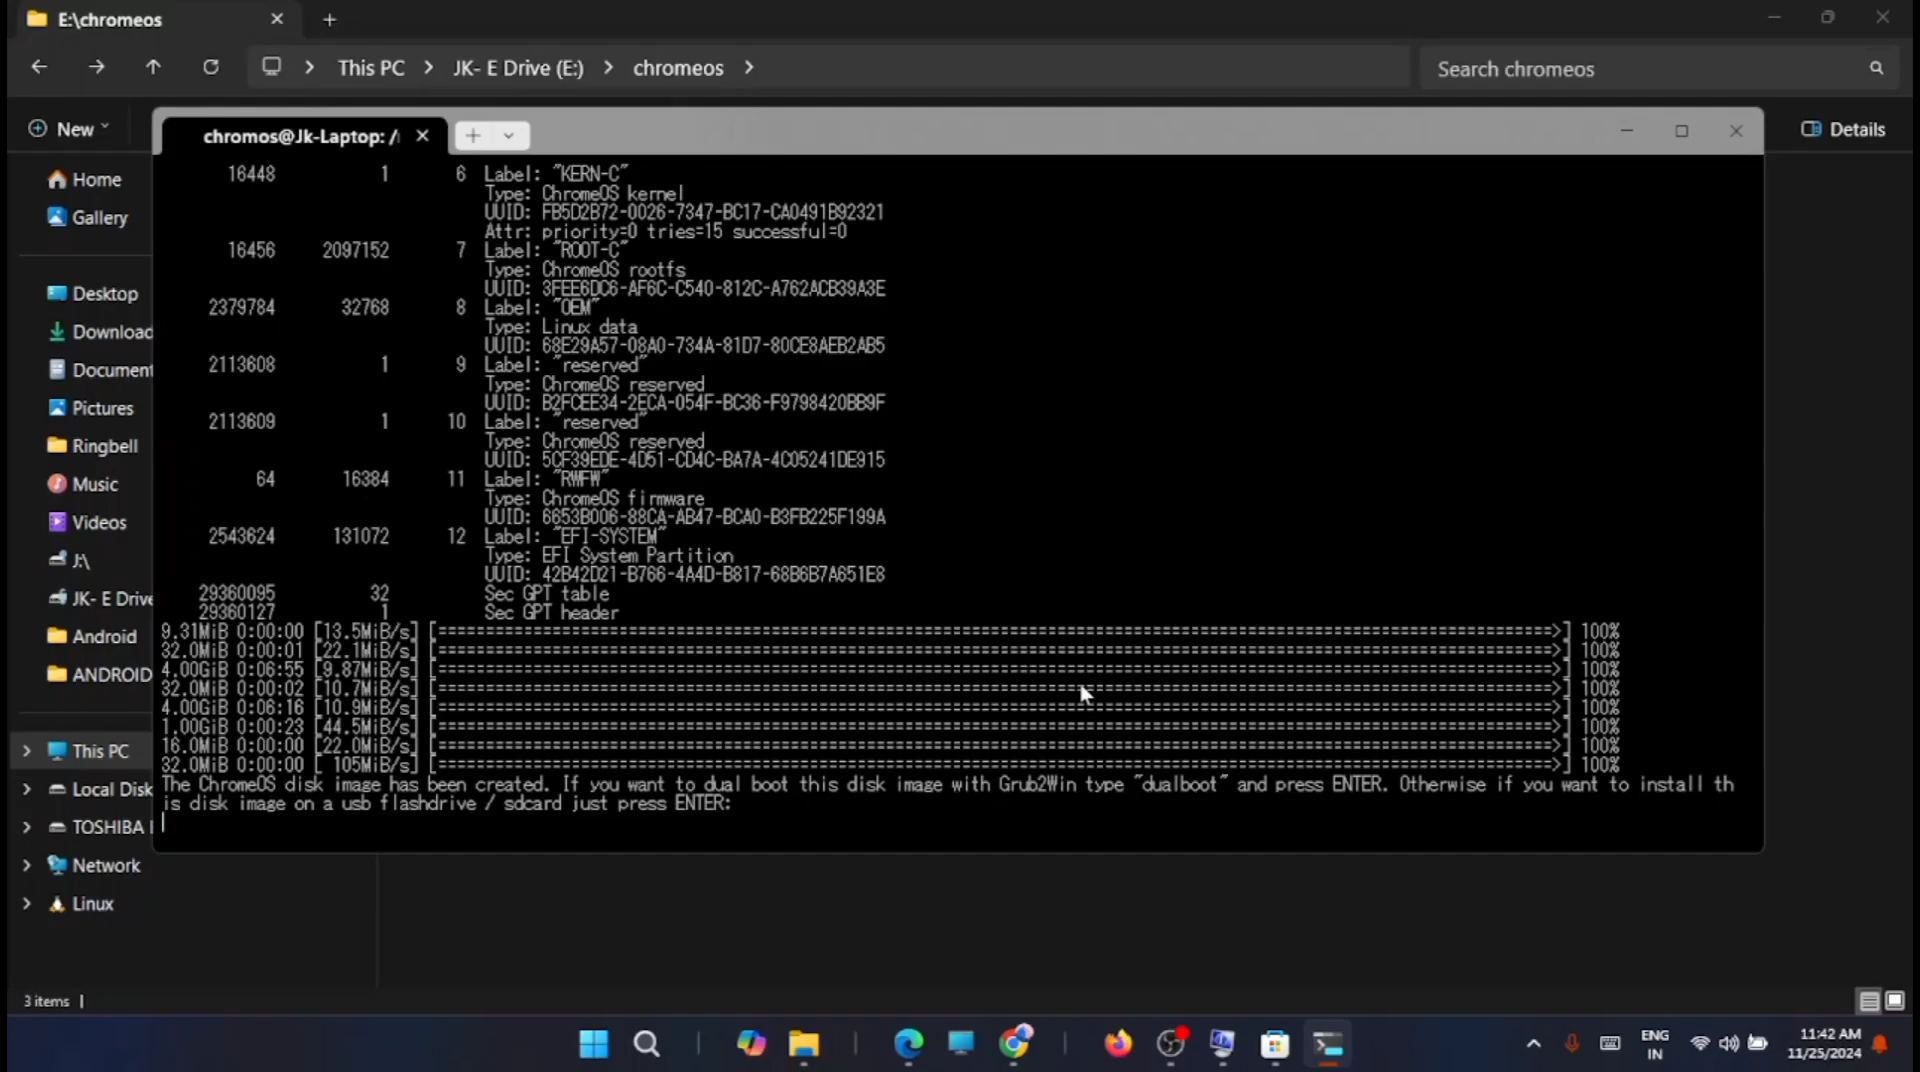 E:\chromeos
This PC
JK- E Drive (E:)
chromeos
Search chromeos
New
Details
chromos@Jk-Laptop: /
Home
Gallery
Desktop
Download
Document
Pictures
Ringbell
Music
Videos
J:\
JK- E Drive
Android
ANDROID
This PC
Local Disk
TOSHIBA
Network
Linux
16448 1 6 Label: "KERN-C"
Type: ChromeOS kernel
UUID: FB5D2B72-0026-7347-BC17-CA0491B92321
Attr: priority=0 tries=15 successful=0
16456 2097152 7 Label: "ROOT-C"
Type: ChromeOS rootfs
UUID: 3FEE6DC6-AF6C-C540-812C-A762ACB39A3E
2379784 32768 8 Label: "OEM"
Type: Linux data
UUID: 68E29A57-08A0-734A-81D7-80CE8AEB2AB5
2113608 1 9 Label: "reserved"
Type: ChromeOS reserved
UUID: B2FCEE34-2ECA-054F-BC36-F9798420BB9F
2113609 1 10 Label: "reserved"
Type: ChromeOS reserved
UUID: 5CF39EDE-4D51-CD4C-BA7A-4C05241DE915
64 16384 11 Label: "RWFW"
Type: ChromeOS firmware
UUID: 6653B006-88CA-AB47-BCA0-B3FB225F199A
2543624 131072 12 Label: "EFI-SYSTEM"
Type: EFI System Partition
UUID: 42B42D21-B766-4A4D-B817-68B6B7A651E8
29360095 32 Sec GPT table
29360127 1 Sec GPT header
9.31MiB 0:00:00 [13.5MiB/s] [=====>] 100%
32.0MiB 0:00:01 [22.1MiB/s] [=====>] 100%
4.00GiB 0:06:55 [9.87MiB/s] [=====>] 100%
32.0MiB 0:00:02 [10.7MiB/s] [=====>] 100%
4.00GiB 0:06:16 [10.9MiB/s] [=====>] 100%
1.00GiB 0:00:23 [44.5MiB/s] [=====>] 100%
16.0MiB 0:00:00 [22.0MiB/s] [=====>] 100%
32.0MiB 0:00:00 [ 105MiB/s] [=====>] 100%
The ChromeOS disk image has been created. If you want to dual boot this disk image with Grub2Win type "dualboot" and press ENTER. Otherwise if you want to install th
is disk image on a usb flashdrive / sdcard just press ENTER:
3 items
ENG
IN
11:42 AM
11/25/2024